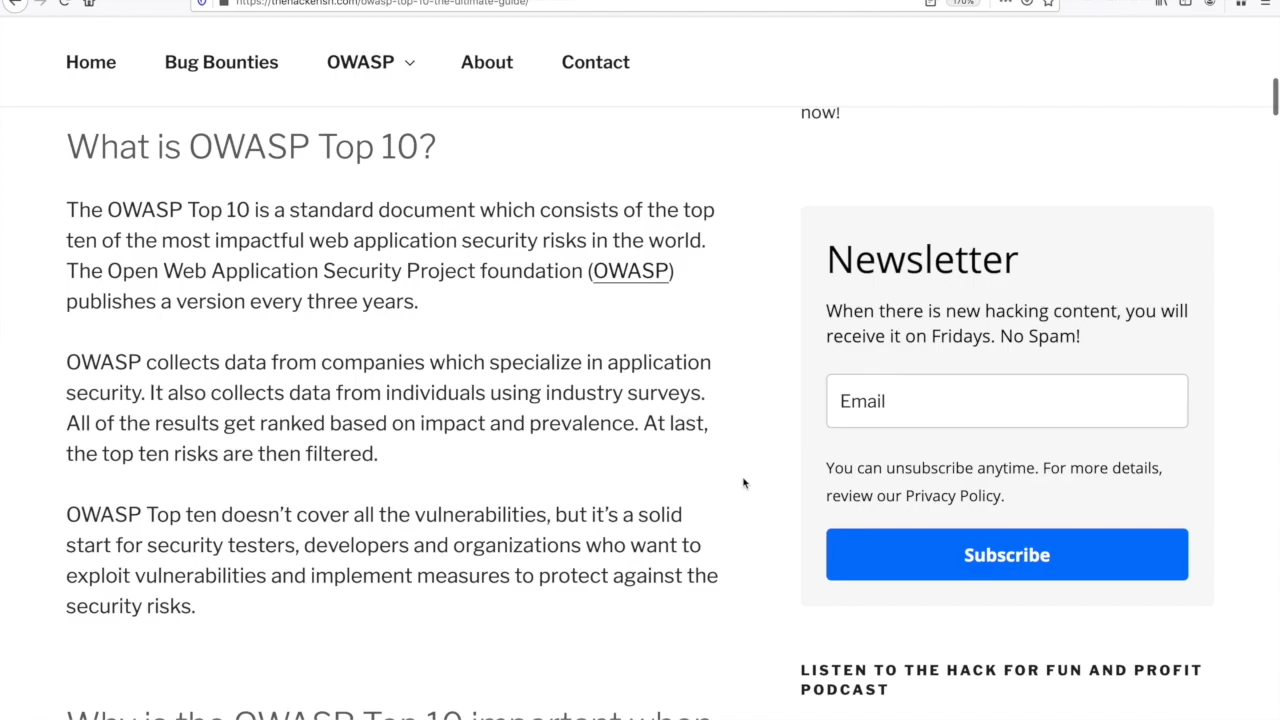 https://thehackerish.com/owasp-top-10-the-ultimate-guide/
170%
Home Bug Bounties OWASP About Contact
What is OWASP Top 10?
The OWASP Top 10 is a standard document which consists of the top
ten of the most impactful web application security risks in the world.
The Open Web Application Security Project foundation (OWASP)
publishes a version every three years.
OWASP collects data from companies which specialize in application
security. It also collects data from individuals using industry surveys.
All of the results get ranked based on impact and prevalence. At last,
the top ten risks are then filtered.
OWASP Top ten doesn’t cover all the vulnerabilities, but it’s a solid
start for security testers, developers and organizations who want to
exploit vulnerabilities and implement measures to protect against the
security risks.
Why is the OWASP Top 10 important when
now!
Newsletter
When there is new hacking content, you will
receive it on Fridays. No Spam!
Email
You can unsubscribe anytime. For more details,
review our Privacy Policy.
Subscribe
LISTEN TO THE HACK FOR FUN AND PROFIT
PODCAST